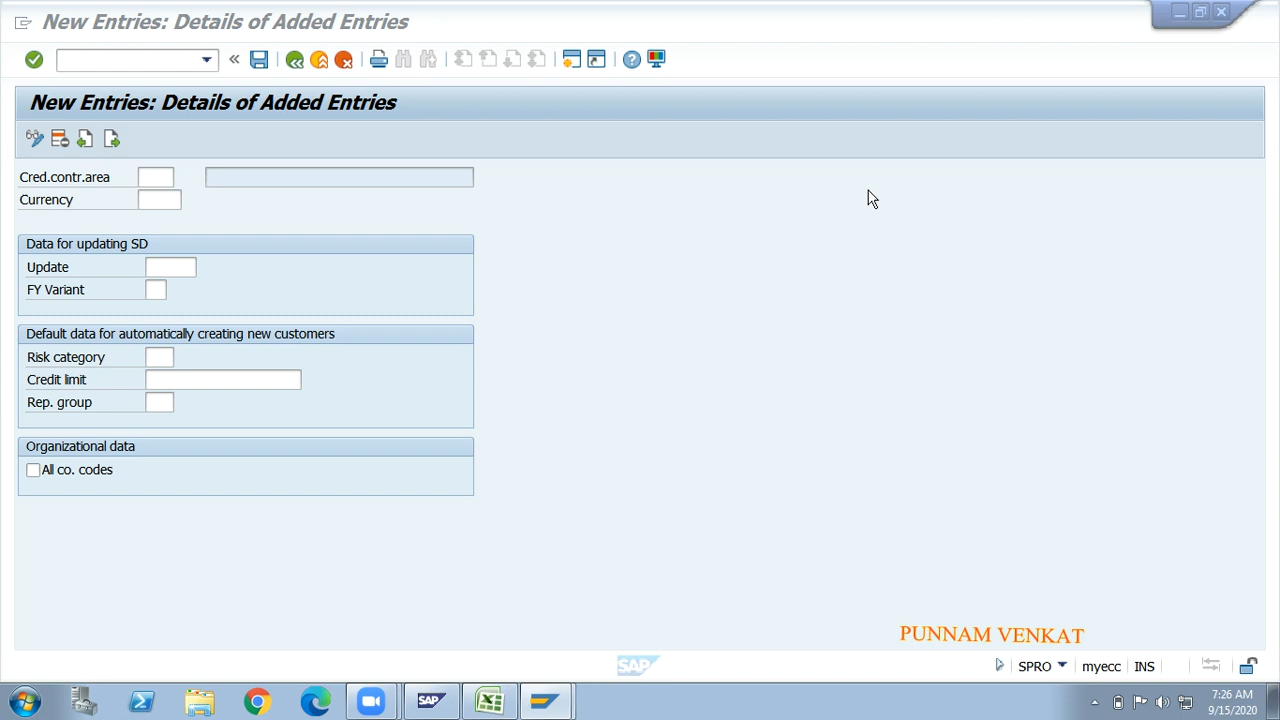 New Entries: Details of Added Entries
New Entries: Details of Added Entries
Cred.contr.area
Currency
Data for updating SD
Update
FY Variant
Default data for automatically creating new customers
Risk category
Credit limit
Rep. group
Organizational data
All co. codes
PUNNAM VENKAT
SAP
SPRO
myecc
INS
SAP
7:26 AM
9/15/2020